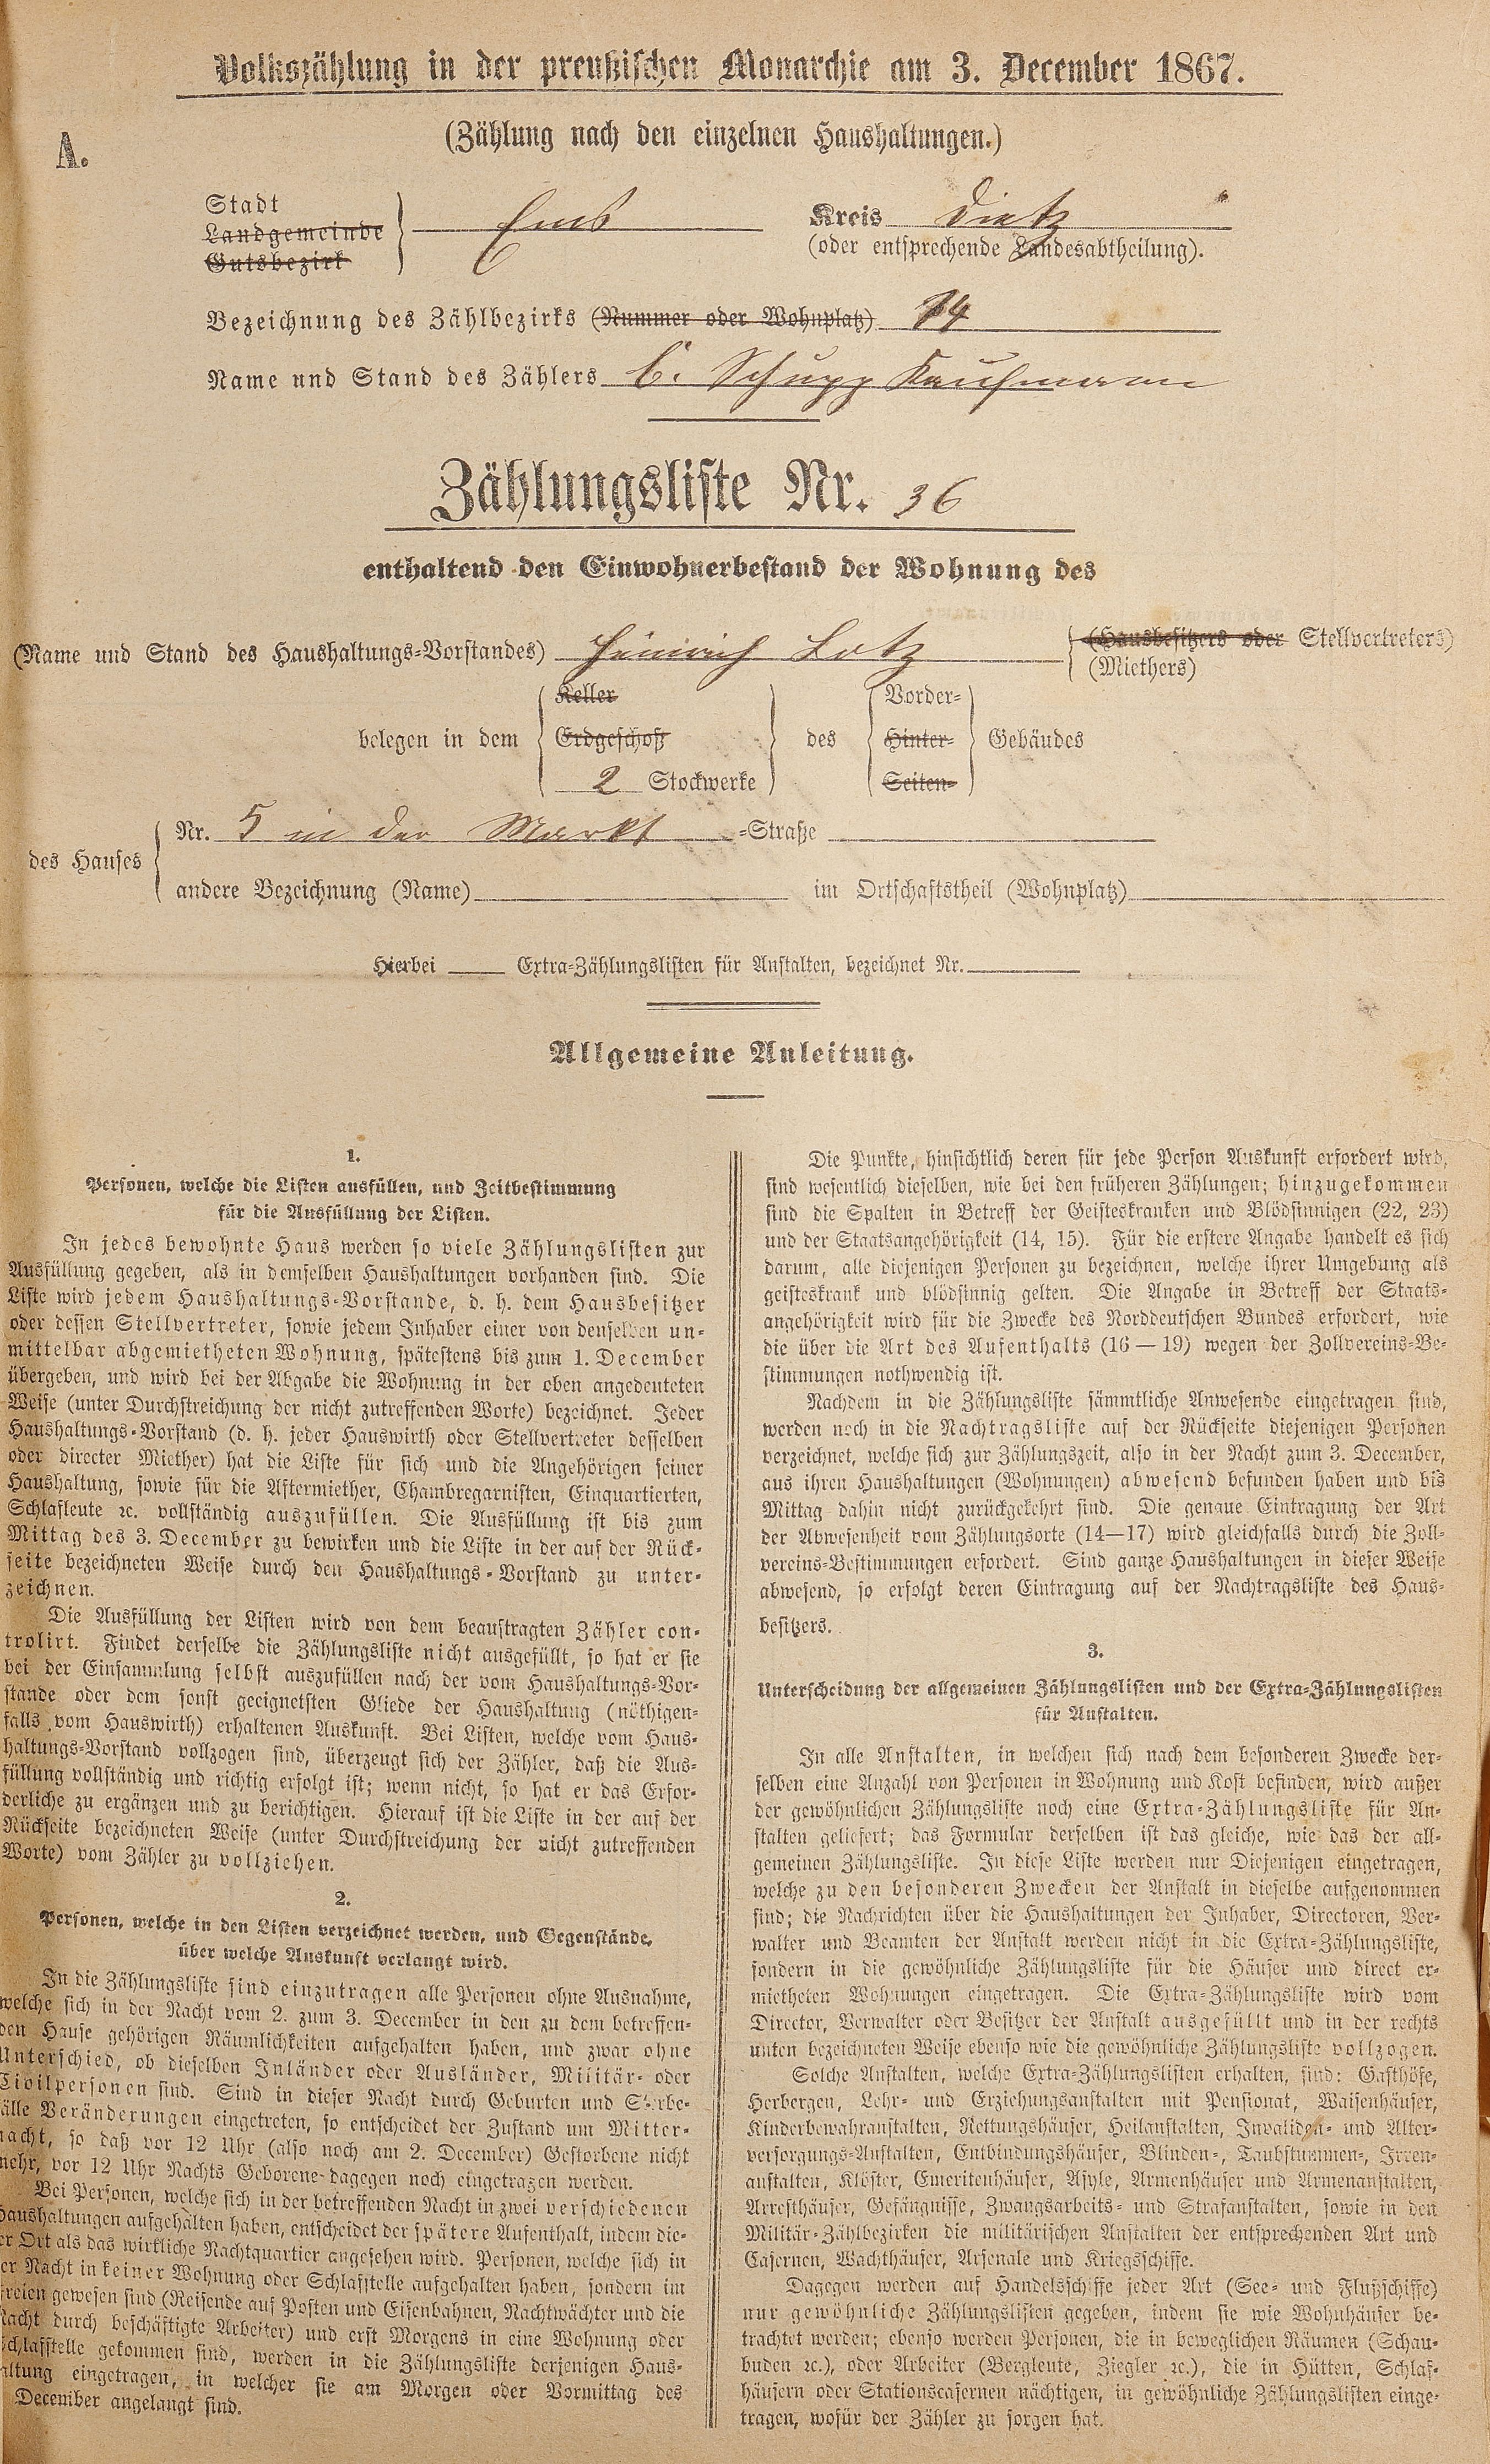 Volkszählung in der preußischen Monarchie am 3. December 1867.
A.
(Zählung nach den einzelnen Haushaltungen.)
Stadt
Landgemeinde
Gutsbezirk
Ems
Kreis Dietz
(oder entsprechende Landesabtheilung).
Bezeichnung des Zählbezirks (Nummer oder Wohnplatz) 14
Name und Stand des Zählers C. Schupp Kaufmann
Zählungsliste Nr. 36
enthaltend den Einwohnerbestand der Wohnung des
(Name und Stand des Haushaltungs-Vorstandes) Heinrich Lotz (Hausbesitzers oder Stellvertreters)
(Miethers)
belegen in dem
Keller
Erdgeschoß
2 Stockwerke
des
Vorder-
Hinter-
Seiten-
Gebäudes
des Hauses
Nr. 5 in der Markt -Straße
andere Bezeichnung (Name) im Ortschaftstheil (Wohnplatz)
Hierbei Extra-Zählungslisten für Anstalten, bezeichnet Nr.
Allgemeine Anleitung.
1.
Personen, welche die Listen ausfüllen, und Zeitbestimmung
für die Ausfüllung der Listen.
In jedes bewohnte Haus werden so viele Zählungslisten zur
Ausfüllung gegeben, als in demselben Haushaltungen vorhanden sind. Die
Liste wird jedem Haushaltungs-Vorstande, d. h. dem Hausbesitzer
oder dessen Stellvertreter, sowie jedem Inhaber einer von denselben un-
mittelbar abgemietheten Wohnung, spätestens bis zum 1. December
übergeben, und wird bei der Abgabe die Wohnung in der oben angedeuteten
Weise (unter Durchstreichung der nicht zutreffenden Worte) bezeichnet. Jeder
Haushaltungs-Vorstand (d. h. jeder Hauswirth oder Stellvertreter desselben
oder directer Miether) hat die Liste für sich und die Angehörigen seiner
Haushaltung, sowie für die Aftermiether, Chambregarnisten, Einquartierten,
Schlafleute ꝛc. vollständig auszufüllen. Die Ausfüllung ist bis zum
Mittag des 3. December zu bewirken und die Liste in der auf der Rück-
seite bezeichneten Weise durch den Haushaltungs-Vorstand zu unter-
zeichnen.
Die Ausfüllung der Listen wird von dem beauftragten Zähler con-
trolirt. Findet derselbe die Zählungsliste nicht ausgefüllt, so hat er sie
bei der Einsammlung selbst auszufüllen nach der vom Haushaltungs-Vor-
stande oder dem sonst geeignetsten Gliede der Haushaltung (nöthigen-
falls vom Hauswirth) erhaltenen Auskunft. Bei Listen, welche vom Haus-
haltungs-Vorstand vollzogen sind, überzeugt sich der Zähler, daß die Aus-
füllung vollständig und richtig erfolgt ist; wenn nicht, so hat er das Erfor-
derliche zu ergänzen und zu berichtigen. Hierauf ist die Liste in der auf der
Rückseite bezeichneten Weise (unter Durchstreichung der nicht zutreffenden
Worte) vom Zähler zu vollziehen.
2.
Personen, welche in den Listen verzeichnet werden, und Gegenstände,
über welche Auskunft verlangt wird.
In die Zählungsliste sind einzutragen alle Personen ohne Ausnahme,
welche sich in der Nacht vom 2. zum 3. December in den zu dem betreffen-
den Hause gehörigen Räumlichkeiten aufgehalten haben, und zwar ohne
Unterschied, ob dieselben Inländer oder Ausländer, Militär- oder
Civilpersonen sind. Sind in dieser Nacht durch Geburten und Sterbe-
älle Veränderungen eingetreten, so entscheidet der Zustand um Mitter-
nacht, so daß vor 12 Uhr (also noch am 2. December) Gestorbene nicht
mehr, vor 12 Uhr Nachts Geborene dagegen noch eingetragen werden.
Bei Personen, welche sich in der betreffenden Nacht in zwei verschiedenen
Haushaltungen aufgehalten haben, entscheidet der spätere Aufenthalt, indem die-
er Ort als das wirkliche Nachtquartier angesehen wird. Personen, welche sich in
er Nacht in keiner Wohnung oder Schlafstelle aufgehalten haben, sondern im
Freien gewesen sind (Reisende auf Posten und Eisenbahnen, Nachtwächter und die
Nacht durch beschäftigte Arbeiter) und erst Morgens in eine Wohnung oder
Schlafstelle gekommen sind, werden in die Zählungsliste derjenigen Haus-
altung eingetragen, in welcher sie am Morgen oder Vormittag des
December angelangt sind.
Die Punkte, hinsichtlich deren für jede Person Auskunft erfordert wird,
sind wesentlich dieselben, wie bei den früheren Zählungen; hinzugekommen
sind die Spalten in Betreff der Geisteskranken und Blödsinnigen (22, 23)
und der Staatsangehörigkeit (14, 15). Für die erstere Angabe handelt es sich
darum, alle diejenigen Personen zu bezeichnen, welche ihrer Umgebung als
geisteskrank und blödsinnig gelten. Die Angabe in Betreff der Staats-
angehörigkeit wird für die Zwecke des Norddeutschen Bundes erfordert, wie
die über die Art des Aufenthalts (16—19) wegen der Zollvereins-Be-
stimmungen nothwendig ist.
Nachdem in die Zählungsliste sämmtliche Anwesende eingetragen sind,
werden noch in die Nachtragsliste auf der Rückseite diejenigen Personen
verzeichnet, welche sich zur Zählungszeit, also in der Nacht zum 3. December,
aus ihren Haushaltungen (Wohnungen) abwesend befunden haben und bis
Mittag dahin nicht zurückgekehrt sind. Die genaue Eintragung der Art
der Abwesenheit vom Zählungsorte (14—17) wird gleichfalls durch die Zoll-
vereins-Bestimmungen erfordert. Sind ganze Haushaltungen in dieser Weise
abwesend, so erfolgt deren Eintragung auf der Nachtragsliste des Haus-
besitzers.
3.
Unterscheidung der allgemeinen Zählungslisten und der Extra-Zählungslisten
für Anstalten.
In alle Anstalten, in welchen sich nach dem besonderen Zwecke der-
selben eine Anzahl von Personen in Wohnung und Kost befinden, wird außer
der gewöhnlichen Zählungsliste noch eine Extra-Zählungsliste für An-
stalten geliefert; das Formular derselben ist das gleiche, wie das der all-
gemeinen Zählungsliste. In diese Liste werden nur Diejenigen eingetragen,
welche zu den besonderen Zwecken der Anstalt in dieselbe aufgenommen
sind; die Nachrichten über die Haushaltungen der Inhaber, Directoren, Ver-
walter und Beamten der Anstalt werden nicht in die Extra-Zählungsliste,
sondern in die gewöhnliche Zählungsliste für die Häuser und direct er-
mietheten Wohnungen eingetragen. Die Extra-Zählungsliste wird vom
Director, Verwalter oder Besitzer der Anstalt ausgefüllt und in der rechts
unten bezeichneten Weise ebenso wie die gewöhnliche Zählungsliste vollzogen.
Solche Anstalten, welche Extra-Zählungslisten erhalten, sind: Gasthöfe,
Herbergen, Lehr- und Erziehungsanstalten mit Pensionat, Waisenhäuser,
Kinderbewahranstalten, Rettungshäuser, Heilanstalten, Invaliden- und Alter-
versorgungs-Anstalten, Entbindungshäuser, Blinden-, Taubstummen-, Irren-
anstalten, Klöster, Emeritenhäuser, Asyle, Armenhäuser und Armenanstalten,
Arresthäuser, Gefängnisse, Zwangsarbeits- und Strafanstalten, sowie in den
Militär-Zählbezirken die militärischen Anstalten der entsprechenden Art und
Casernen, Wachthäuser, Arsenale und Kriegsschiffe.
Dagegen werden auf Handelsschiffe jeder Art (See- und Flußschiffe)
nur gewöhnliche Zählungslisten gegeben, indem sie wie Wohnhäuser be-
trachtet werden; ebenso werden Personen, die in beweglichen Räumen (Schau-
buden ꝛc.), oder Arbeiter (Bergleute, Ziegler ꝛc.), die in Hütten, Schlaf-
häusern oder Stationscasernen nächtigen, in gewöhnliche Zählungslisten einge-
tragen, wofür der Zähler zu sorgen hat.